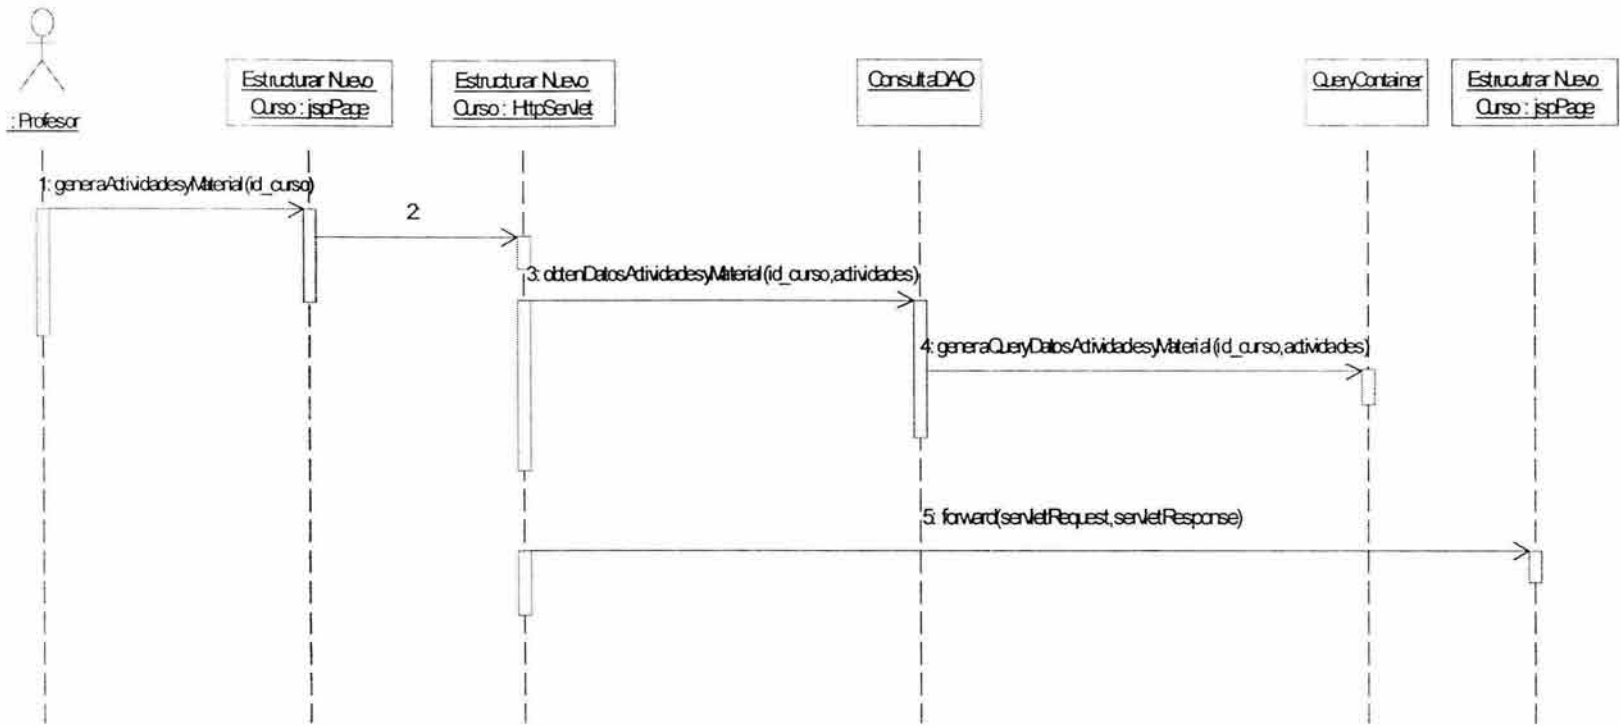 : Profesor
Estructurar Nuevo
Curso : jspPage
Estructurar Nuevo
Curso : HttpServlet
ConsultaDAO
QueryContainer
Estrucutrar Nuevo
Curso : jspPage
1: generaActividadesyMaterial(id_curso)
2:
3: obtenDatosActividadesyMaterial(id_curso,actividades)
4: generaQueryDatosActividadesyMaterial(id_curso,actividades)
5: forward(servletRequest,servletResponse)